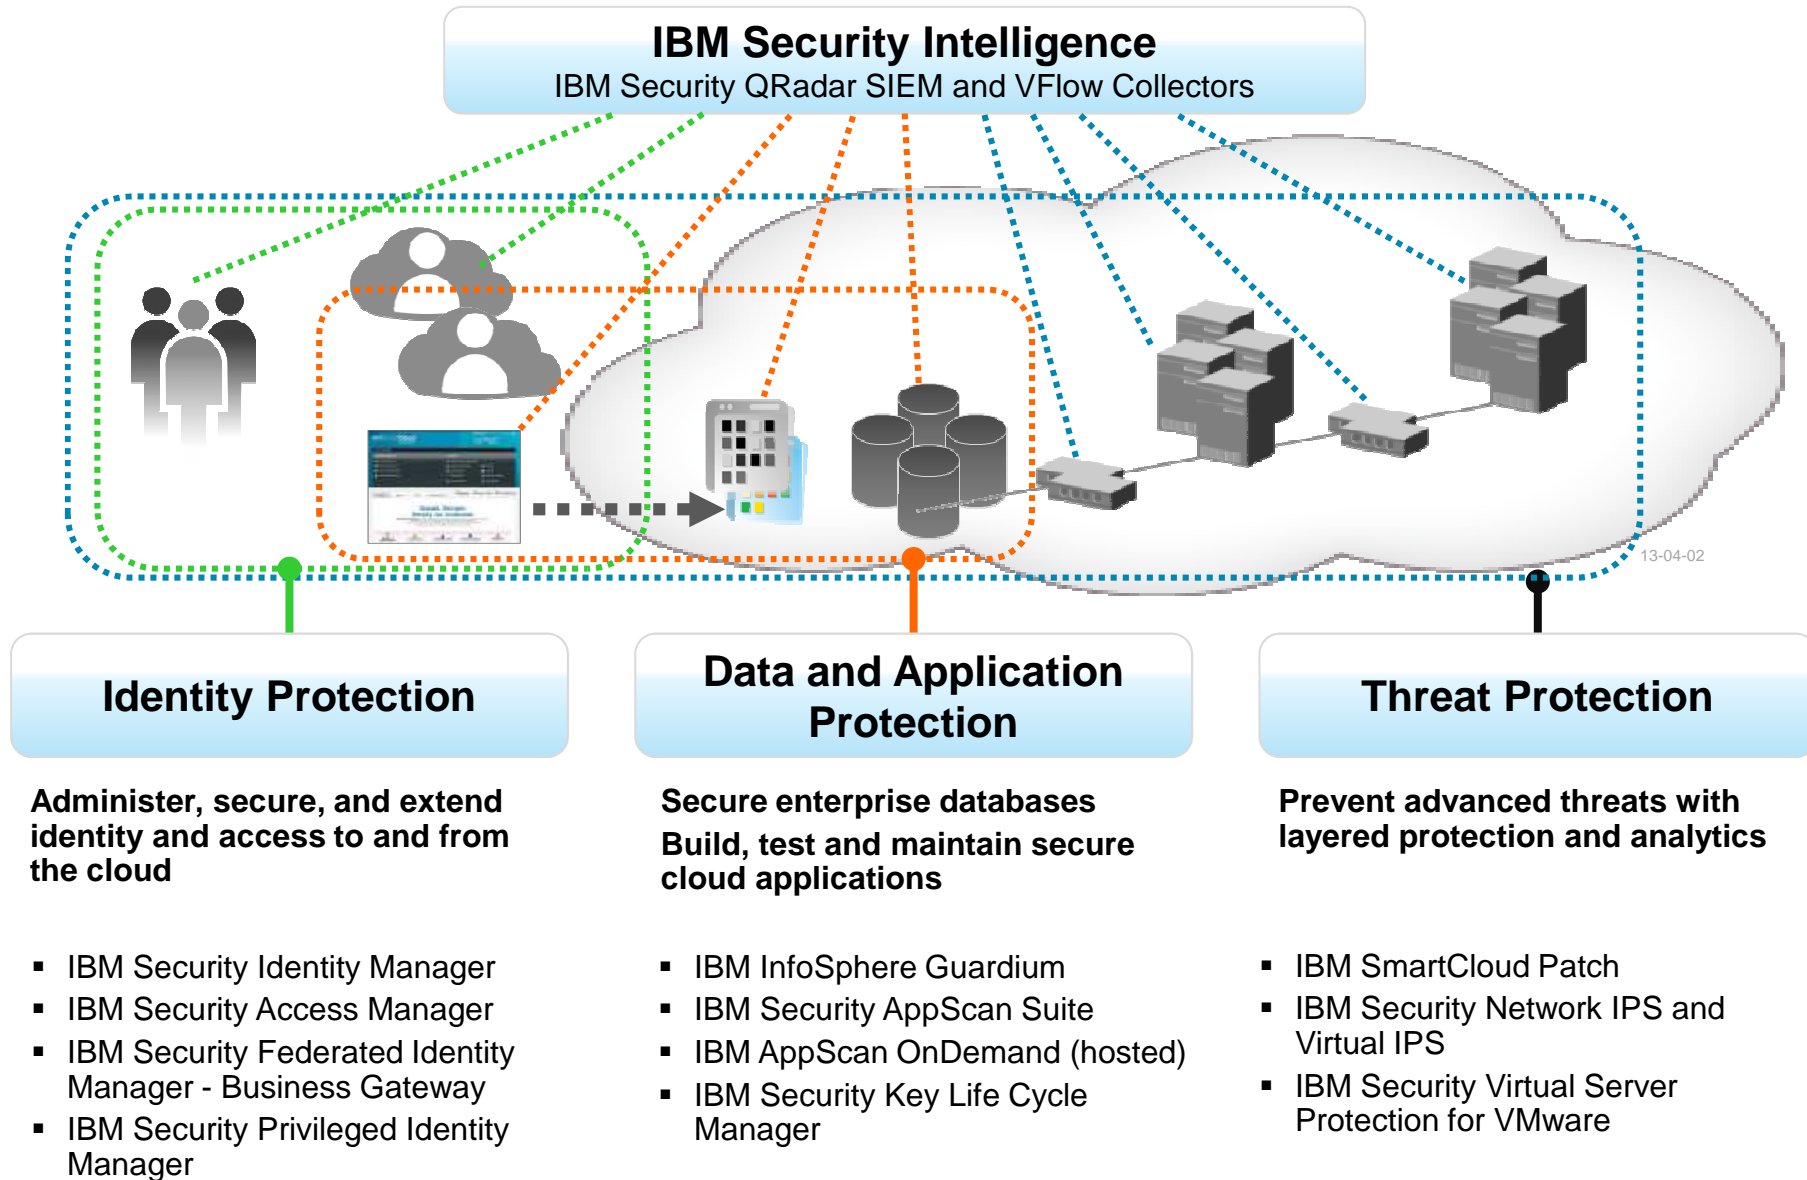 IBM Security Intelligence
IBM Security QRadar SIEM and VFlow Collectors
13-04-02
Identity Protection
Administer, secure, and extend
identity and access to and from
the cloud
▪ IBM Security Identity Manager
▪ IBM Security Access Manager
▪ IBM Security Federated Identity
Manager - Business Gateway
▪ IBM Security Privileged Identity
Manager
Data and Application
Protection
Secure enterprise databases
Build, test and maintain secure
cloud applications
▪ IBM InfoSphere Guardium
▪ IBM Security AppScan Suite
▪ IBM AppScan OnDemand (hosted)
▪ IBM Security Key Life Cycle
Manager
Threat Protection
Prevent advanced threats with
layered protection and analytics
▪ IBM SmartCloud Patch
▪ IBM Security Network IPS and
Virtual IPS
▪ IBM Security Virtual Server
Protection for VMware